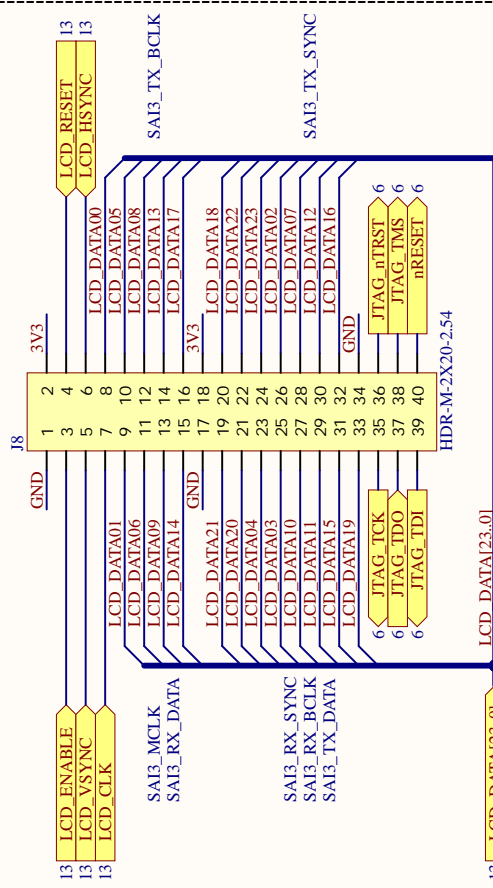 13
LCD_RESET
13
LCD_HSYNC
SAI3_TX_BCLK
SAI3_TX_SYNC
3V3
LCD_DATA00
LCD_DATA05
LCD_DATA08
LCD_DATA13
LCD_DATA17
3V3
LCD_DATA18
LCD_DATA22
LCD_DATA23
LCD_DATA02
LCD_DATA07
LCD_DATA12
LCD_DATA16
GND
JTAG_nTRST
6
JTAG_TMS
6
nRESET
6
J8
1 2
3 4
5 6
7 8
9 10
11 12
13 14
15 16
17 18
19 20
21 22
23 24
25 26
27 28
29 30
31 32
33 34
35 36
37 38
39 40
HDR-M-2X20-2.54
GND
LCD_DATA01
LCD_DATA06
LCD_DATA09
LCD_DATA14
GND
LCD_DATA21
LCD_DATA20
LCD_DATA04
LCD_DATA03
LCD_DATA10
LCD_DATA11
LCD_DATA15
LCD_DATA19
6
JTAG_TCK
6
JTAG_TDO
6
JTAG_TDI
LCD_DATA[23..0]
13
LCD_ENABLE
13
LCD_VSYNC
13
LCD_CLK
SAI3_MCLK
SAI3_RX_DATA
SAI3_RX_SYNC
SAI3_RX_BCLK
SAI3_TX_DATA